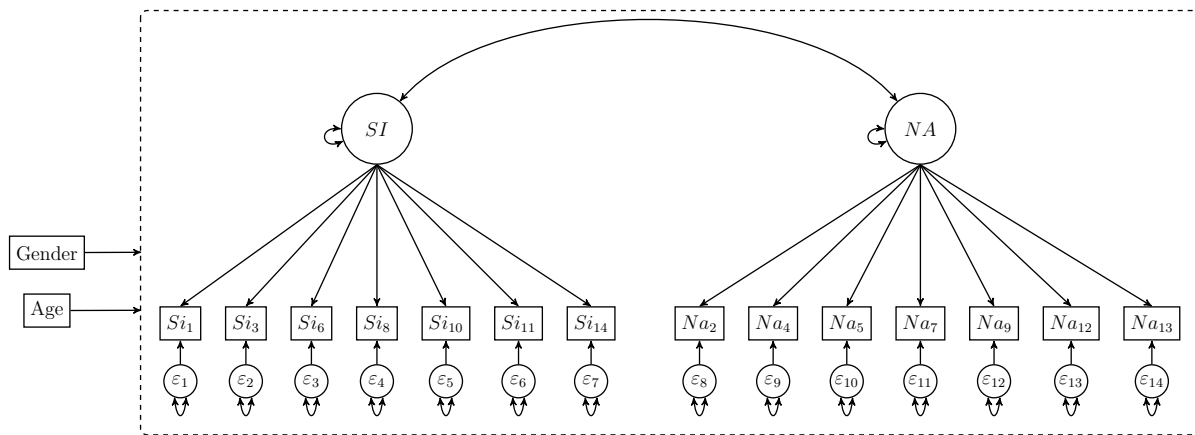 SI
NA
Gender
Age
Si₁ Si₃ Si₆ Si₈ Si₁₀ Si₁₁ Si₁₄ Na₂ Na₄ Na₅ Na₇ Na₉ Na₁₂ Na₁₃
ε₁ ε₂ ε₃ ε₄ ε₅ ε₆ ε₇ ε₈ ε₉ ε₁₀ ε₁₁ ε₁₂ ε₁₃ ε₁₄